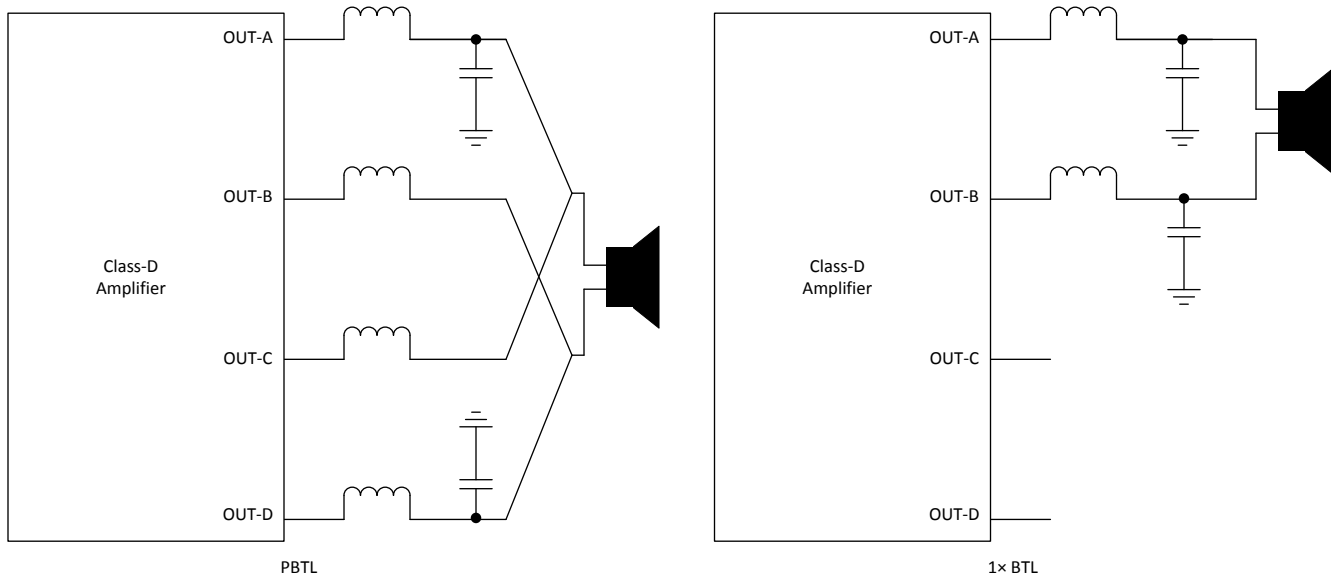 OUT-A
OUT-B
Class-D
Amplifier
OUT-C
OUT-D
PBTL
OUT-A
OUT-B
Class-D
Amplifier
OUT-C
OUT-D
1× BTL